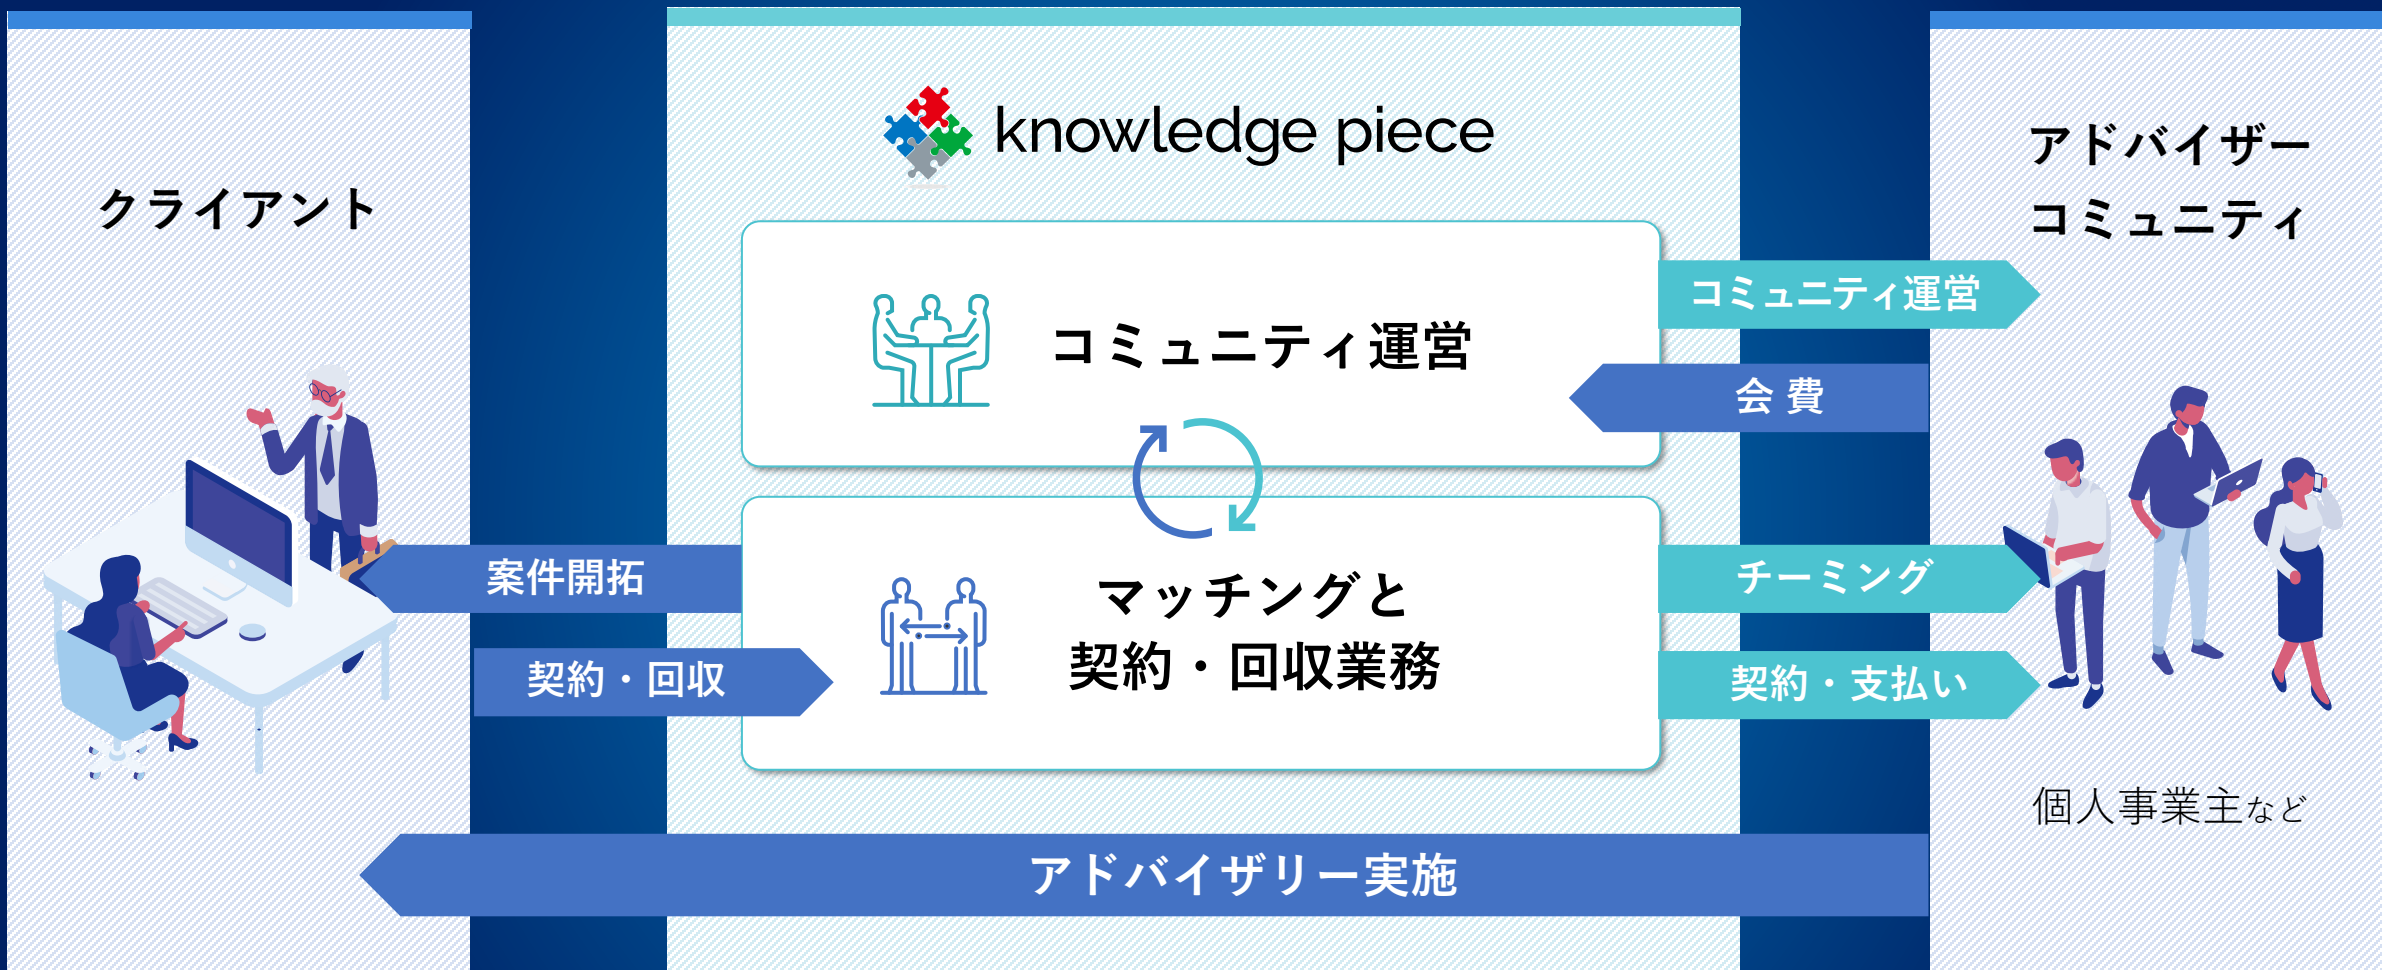 クライアント
knowledge piece
アドバイザー
コミュニティ
コミュニティ運営
コミュニティ運営
会費
案件開拓
マッチングと
契約・回収業務
チーミング
契約・回収
契約・支払い
個人事業主など
アドバイザリー実施